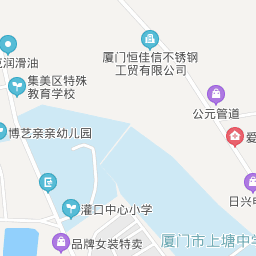 厦门恒佳信不锈钢
工贸有限公司
润滑油
集美区特殊
教育学校
公元管道
博艺亲亲幼儿园
爱
日兴
灌口中心小学
品牌女装特卖
厦门市上塘中学